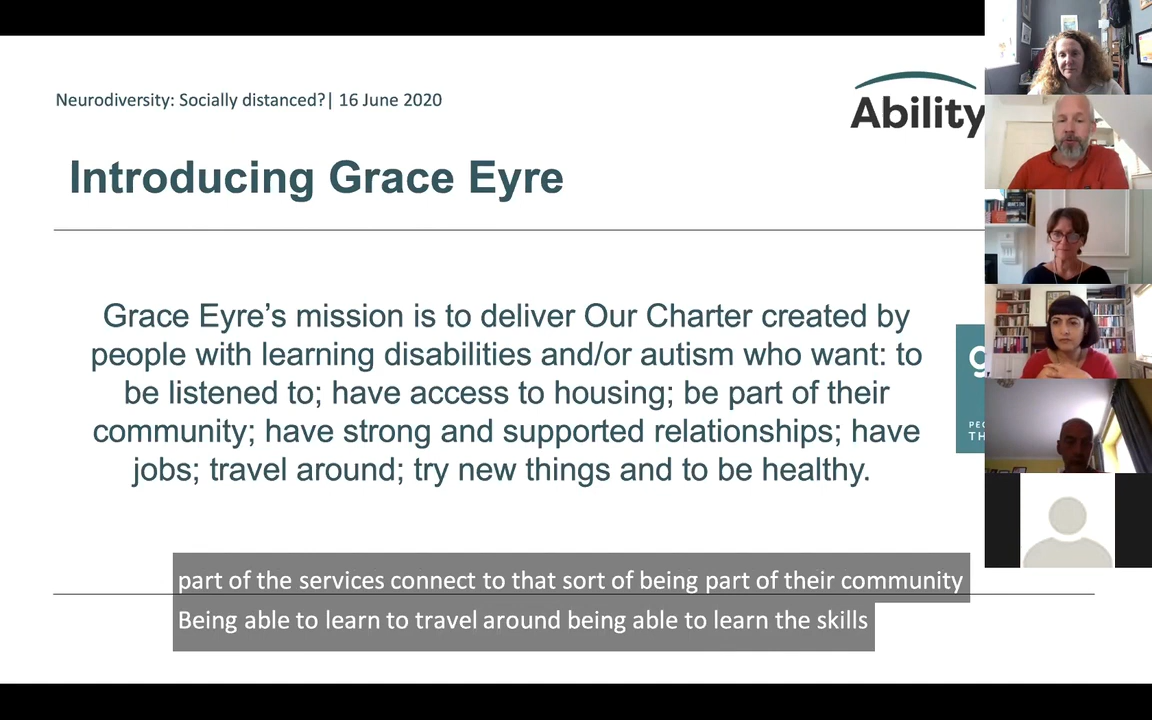 Neurodiversity: Socially distanced?| 16 June 2020
Ability
Introducing Grace Eyre
Grace Eyre’s mission is to deliver Our Charter created by
people with learning disabilities and/or autism who want: to
be listened to; have access to housing; be part of their
community; have strong and supported relationships; have
jobs; travel around; try new things and to be healthy.
g
PEO
TH
part of the services connect to that sort of being part of their community
Being able to learn to travel around being able to learn the skills